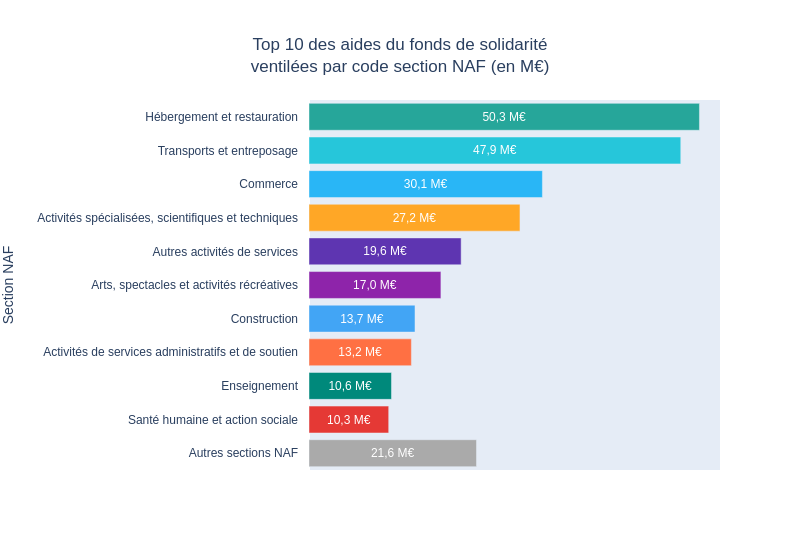 Top 10 des aides du fonds de solidarité
ventilées par code section NAF (en M€)
Section NAF
Hébergement et restauration 50,3 M€
Transports et entreposage 47,9 M€
Commerce 30,1 M€
Activités spécialisées, scientifiques et techniques 27,2 M€
Autres activités de services 19,6 M€
Arts, spectacles et activités récréatives 17,0 M€
Construction 13,7 M€
Activités de services administratifs et de soutien 13,2 M€
Enseignement 10,6 M€
Santé humaine et action sociale 10,3 M€
Autres sections NAF 21,6 M€